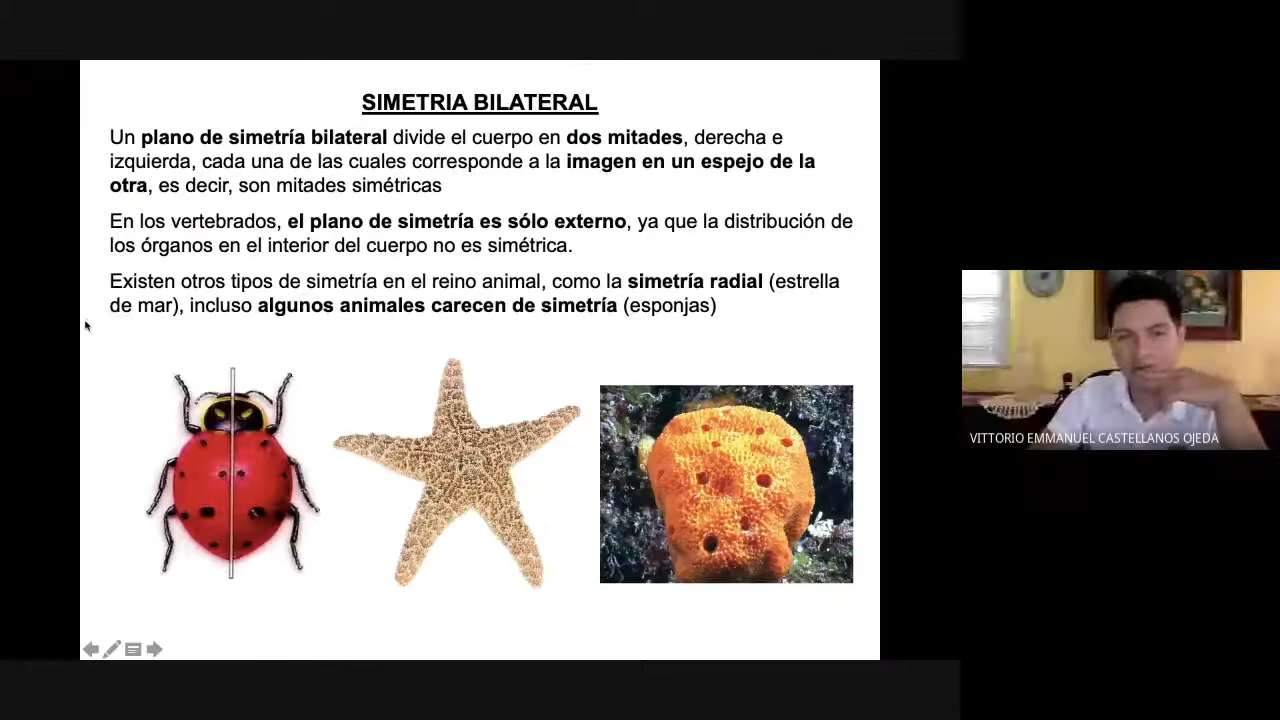 SIMETRIA BILATERAL
Un plano de simetría bilateral divide el cuerpo en dos mitades, derecha e
izquierda, cada una de las cuales corresponde a la imagen en un espejo de la
otra, es decir, son mitades simétricas
En los vertebrados, el plano de simetría es sólo externo, ya que la distribución de
los órganos en el interior del cuerpo no es simétrica.
Existen otros tipos de simetría en el reino animal, como la simetría radial (estrella
de mar), incluso algunos animales carecen de simetría (esponjas)
VITTORIO EMMANUEL CASTELLANOS OJEDA